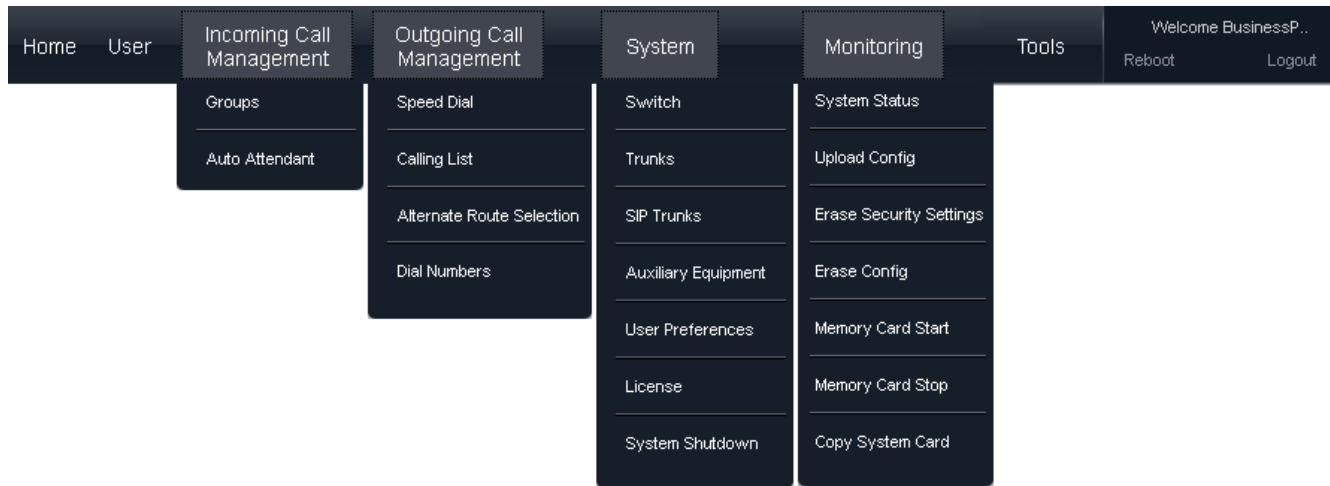 Home
User
Incoming Call
Management
Outgoing Call
Management
System
Monitoring
Tools
Welcome BusinessP..
Reboot
Logout
Groups
Auto Attendant
Speed Dial
Calling List
Alternate Route Selection
Dial Numbers
Switch
Trunks
SIP Trunks
Auxiliary Equipment
User Preferences
License
System Shutdown
System Status
Upload Config
Erase Security Settings
Erase Config
Memory Card Start
Memory Card Stop
Copy System Card